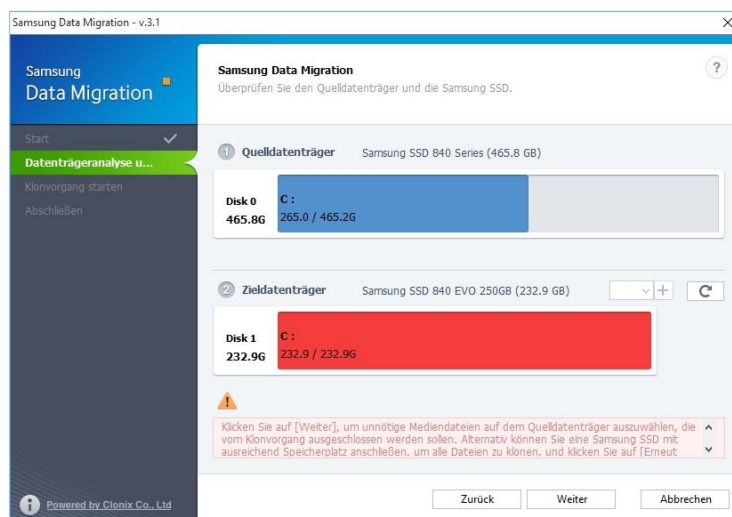 Samsung Data Migration - v.3.1
Samsung
Data Migration
Start
Datenträgeranalyse u...
Klonvorgang starten
Abschließen
Powered by Clonix Co., Ltd
Samsung Data Migration
Überprüfen Sie den Quelldatenträger und die Samsung SSD.
?
1 Quelldatenträger Samsung SSD 840 Series (465.8 GB)
Disk 0
465.8G
C :
265.0 / 465.2G
2 Zieldatenträger Samsung SSD 840 EVO 250GB (232.9 GB)
Disk 1
232.9G
C :
232.9 / 232.9G
Klicken Sie auf [Weiter], um unnötige Mediendateien auf dem Quelldatenträger auszuwählen, die
vom Klonvorgang ausgeschlossen werden sollen. Alternativ können Sie eine Samsung SSD mit
ausreichend Speicherplatz anschließen, um alle Dateien zu klonen, und klicken Sie auf [Erneut
Zurück Weiter Abbrechen